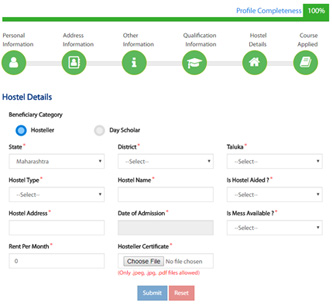 Profile Completeness: 100%
Personal Information
Address Information
Other Information
Qualification Information
Hostel Details
Course Applied
Hostel Details
Beneficiary Category
Hosteller Day Scholar
State * District * Taluka *
Maharashtra --Select-- --Select--
Hostel Type * Hostel Name * Is Hostel Aided ? *
--Select-- --Select--
Hostel Address * Date of Admission * Is Mess Available ? *
--Select--
Rent Per Month * Hosteller Certificate *
0 Choose File No file chosen
(Only .jpeg, .jpg, .pdf files allowed)
Submit Reset